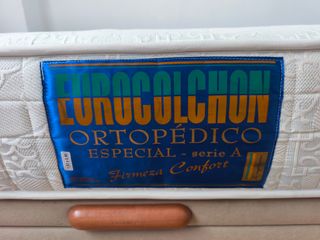 EUROCOLCHON
ORTOPÉDICO
ESPECIAL - serie A
Firmeza Confort